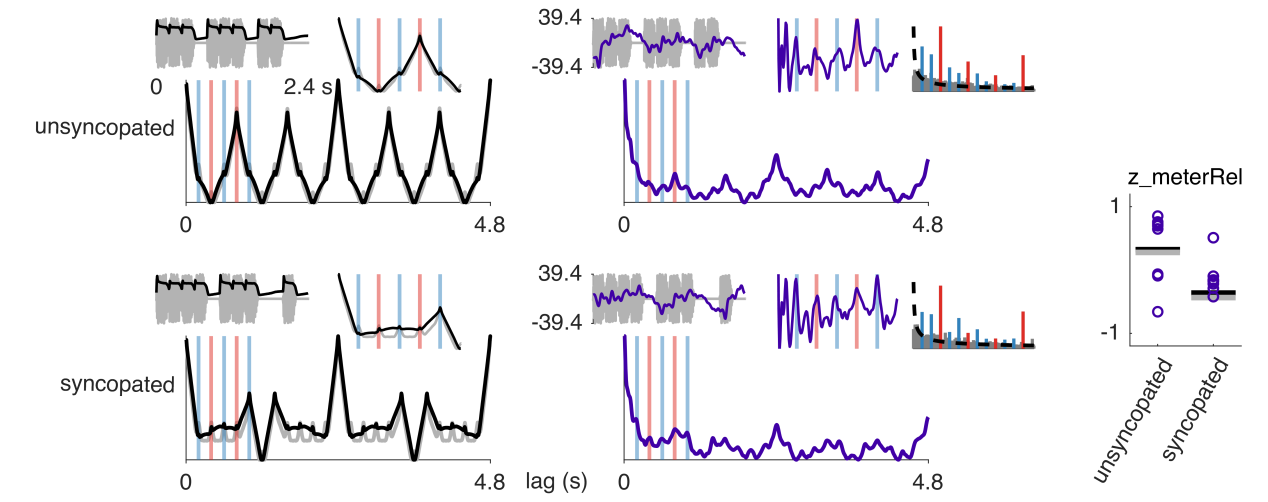 39.4
-39.4
0
2.4 s
unsyncopated
0
4.8
0
4.8
z_meterRel
1
-1
unsyncopated
syncopated
39.4
-39.4
syncopated
0
4.8
lag (s)
0
4.8